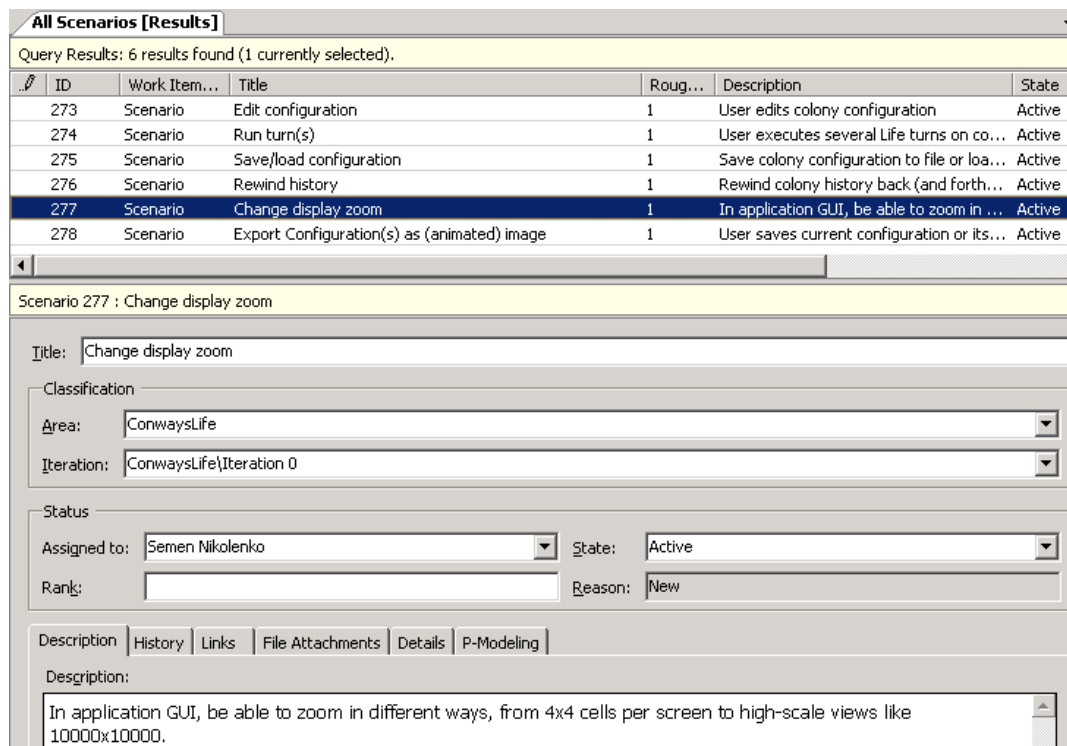 All Scenarios [Results]
Query Results: 6 results found (1 currently selected).
ID Work Item... Title Roug... Description State
273 Scenario Edit configuration 1 User edits colony configuration Active
274 Scenario Run turn(s) 1 User executes several Life turns on co... Active
275 Scenario Save/load configuration 1 Save colony configuration to file or loa... Active
276 Scenario Rewind history 1 Rewind colony history back (and forth... Active
277 Scenario Change display zoom 1 In application GUI, be able to zoom in ... Active
278 Scenario Export Configuration(s) as (animated) image 1 User saves current configuration or its... Active
Scenario 277 : Change display zoom
Title: Change display zoom
Classification
Area: ConwaysLife
Iteration: ConwaysLife\Iteration 0
Status
Assigned to: Semen Nikolenko State: Active
Rank: Reason: New
Description History Links File Attachments Details P-Modeling
Description:
In application GUI, be able to zoom in different ways, from 4x4 cells per screen to high-scale views like
10000x10000.